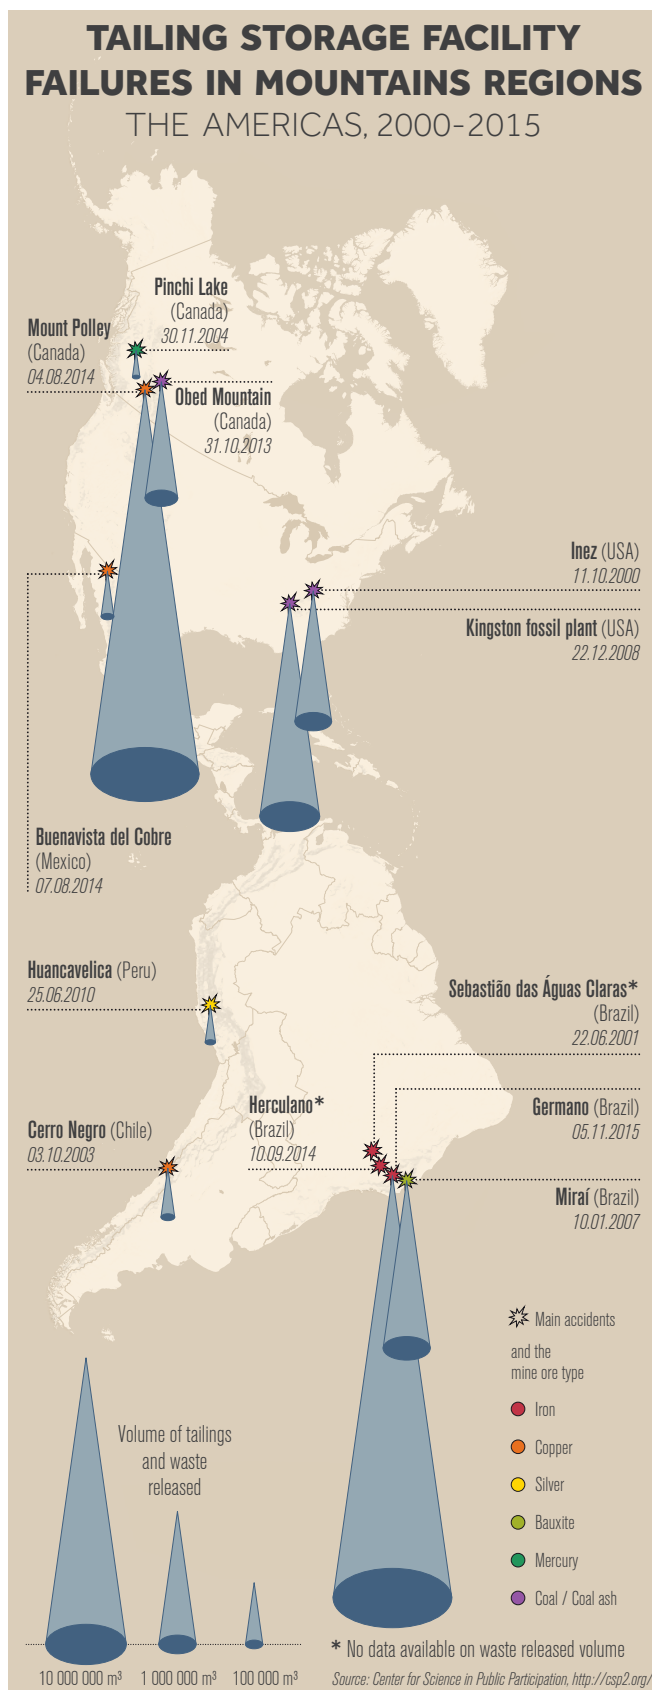 TAILING STORAGE FACILITY
FAILURES IN MOUNTAINS REGIONS
THE AMERICAS, 2000-2015
Pinchi Lake
(Canada)
30.11.2004
Mount Polley
(Canada)
04.08.2014
Obed Mountain
(Canada)
31.10.2013
Inez (USA)
11.10.2000
Kingston fossil plant (USA)
22.12.2008
Buenavista del Cobre
(Mexico)
07.08.2014
Huancavelica (Peru)
25.06.2010
Sebastião das Águas Claras*
(Brazil)
22.06.2001
Herculano*
(Brazil)
10.09.2014
Germano (Brazil)
05.11.2015
Cerro Negro (Chile)
03.10.2003
Miraí (Brazil)
10.01.2007
Main accidents
and the
mine ore type
Iron
Copper
Silver
Bauxite
Mercury
Coal / Coal ash
Volume of tailings
and waste
released
10 000 000 m³ 1 000 000 m³ 100 000 m³
* No data available on waste released volume
Source: Center for Science in Public Participation, http://csp2.org/